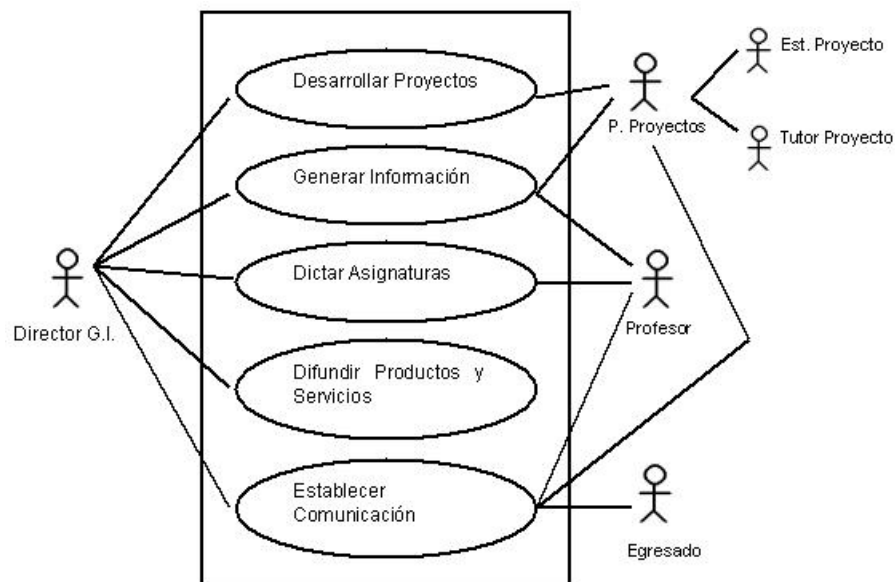 Desarrollar Proyectos
Est. Proyecto
P. Proyectos
Tutor Proyecto
Generar Información
Dictar Asignaturas
Director G.I.
Profesor
Difundir Productos y
Servicios
Establecer
Comunicación
Egresado